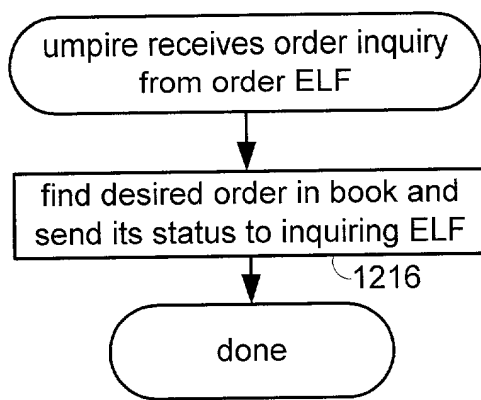 umpire receives order inquiry
from order ELF
find desired order in book and
send its status to inquiring ELF
1216
done